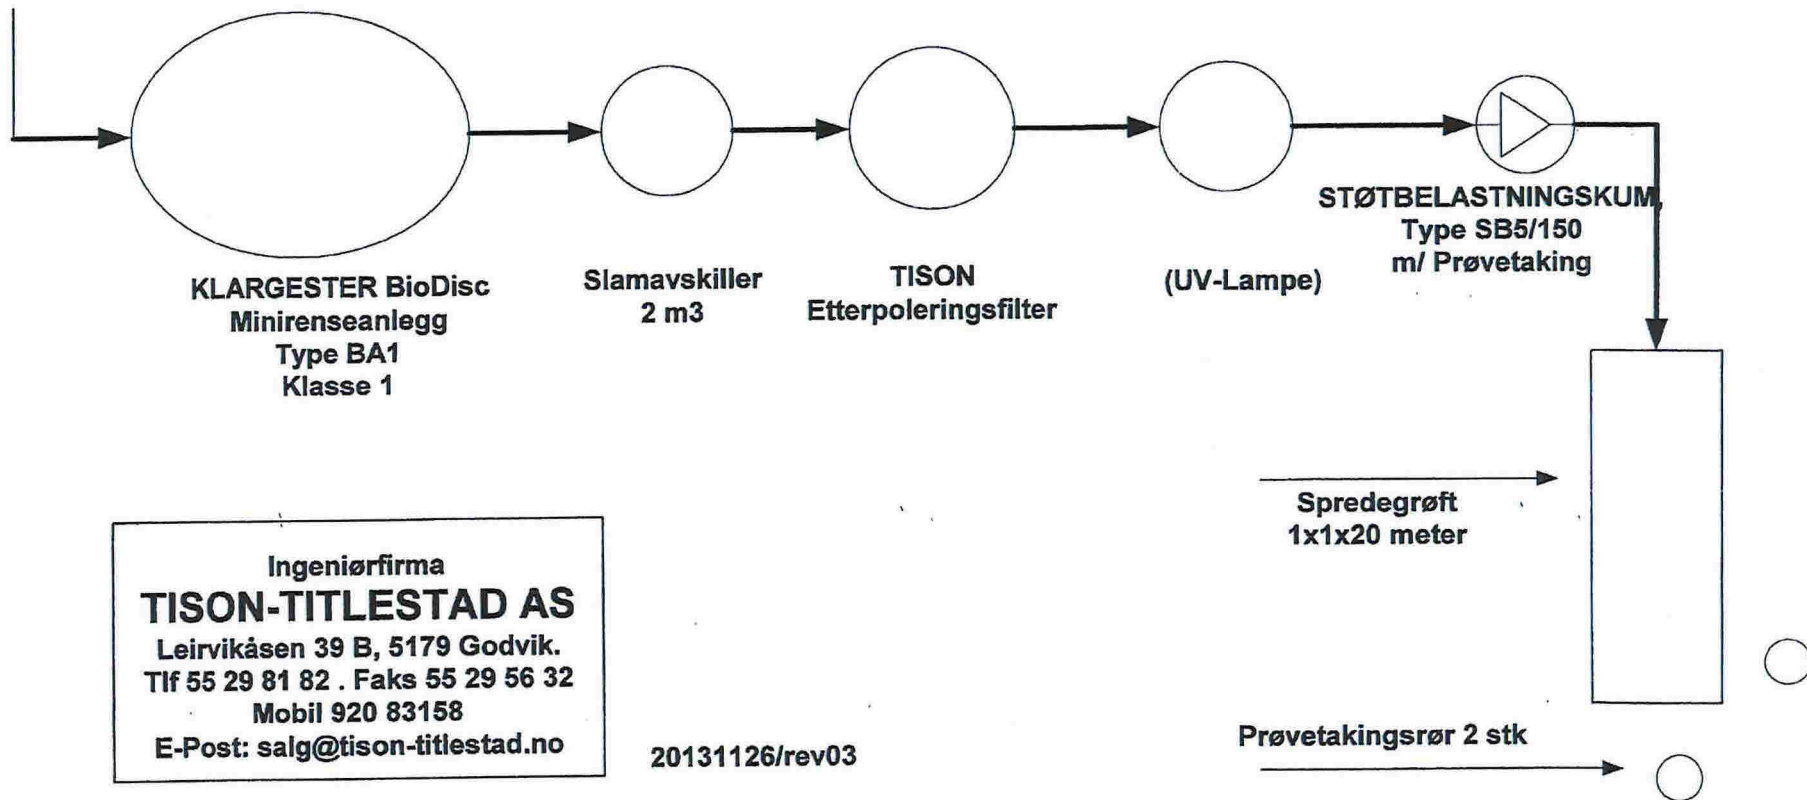 KLARGESTER BioDisc
Minirenseanlegg
Type BA1
Klasse 1
Slamavskiller
2 m3
TISON
Etterpoleringsfilter
(UV-Lampe)
STØTBELASTNINGSKUM,
Type SB5/150
m/ Prøvetaking
Spredegrøft
1x1x20 meter
Ingeniørfirma
TISON-TITLESTAD AS
Leirvikåsen 39 B, 5179 Godvik.
Tlf 55 29 81 82 . Faks 55 29 56 32
Mobil 920 83158
E-Post: salg@tison-titlestad.no
20131126/rev03
Prøvetakingsrør 2 stk